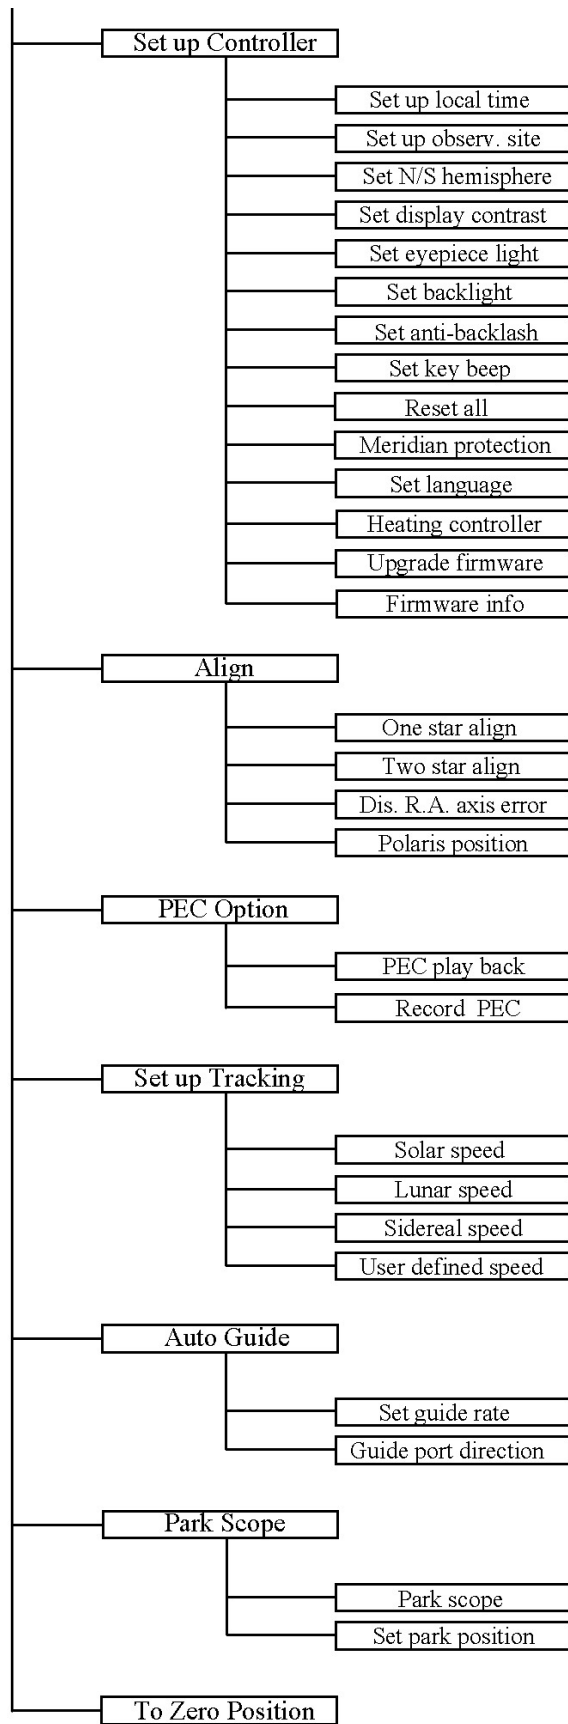 Set up Controller
Set up local time
Set up observ. site
Set N/S hemisphere
Set display contrast
Set eyepiece light
Set backlight
Set anti-backlash
Set key beep
Reset all
Meridian protection
Set language
Heating controller
Upgrade firmware
Firmware info
Align
One star align
Two star align
Dis. R.A. axis error
Polaris position
PEC Option
PEC play back
Record PEC
Set up Tracking
Solar speed
Lunar speed
Sidereal speed
User defined speed
Auto Guide
Set guide rate
Guide port direction
Park Scope
Park scope
Set park position
To Zero Position